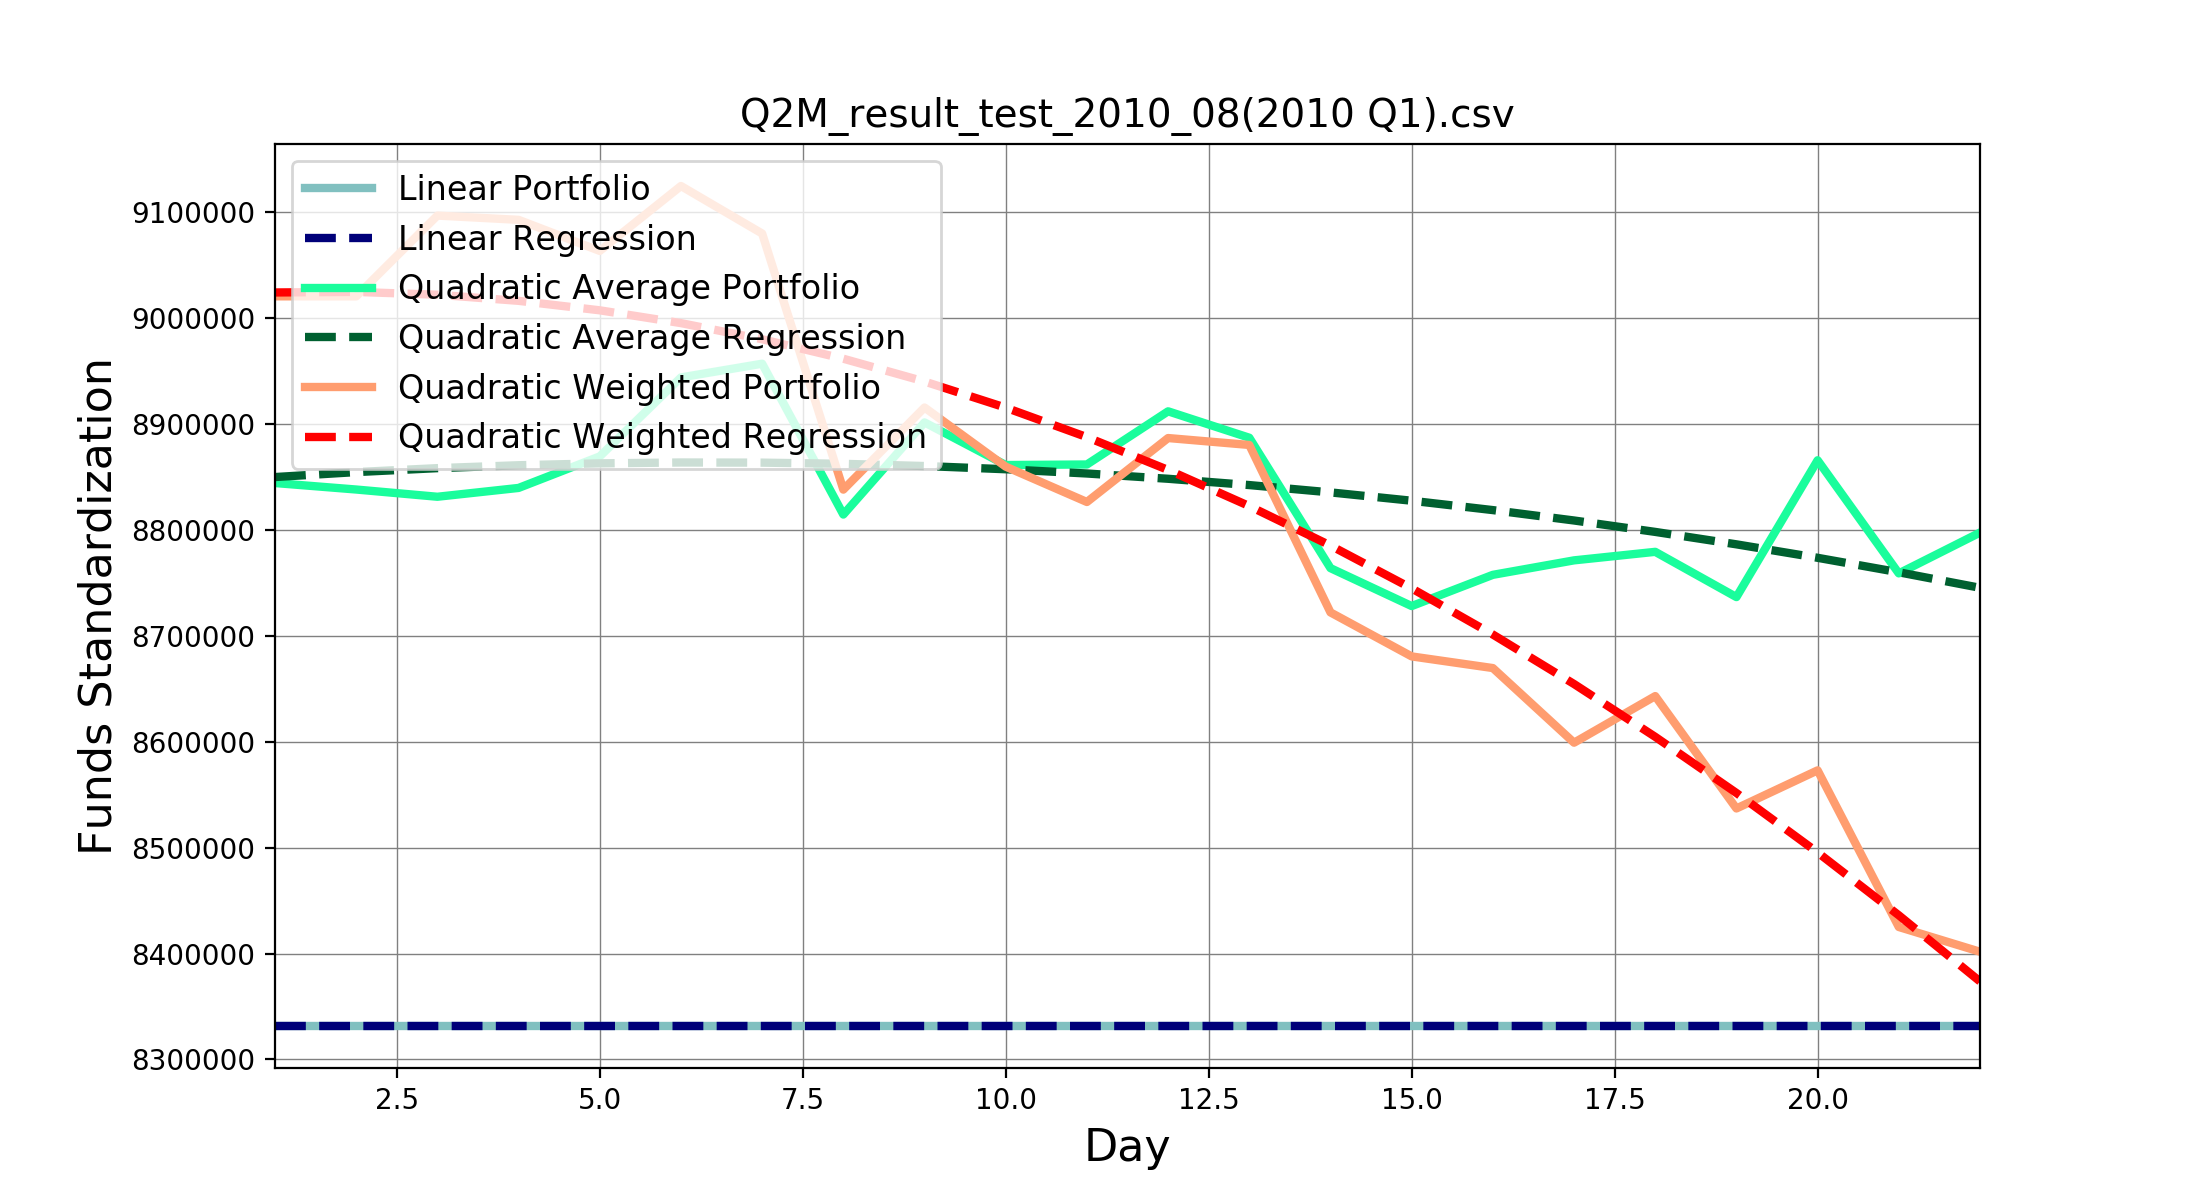 Q2M_result_test_2010_08(2010 Q1).csv
Linear Portfolio
Linear Regression
Quadratic Average Portfolio
Quadratic Average Regression
Quadratic Weighted Portfolio
Quadratic Weighted Regression
Funds Standardization
9100000
9000000
8900000
8800000
8700000
8600000
8500000
8400000
8300000
2.5 5.0 7.5 10.0 12.5 15.0 17.5 20.0
Day